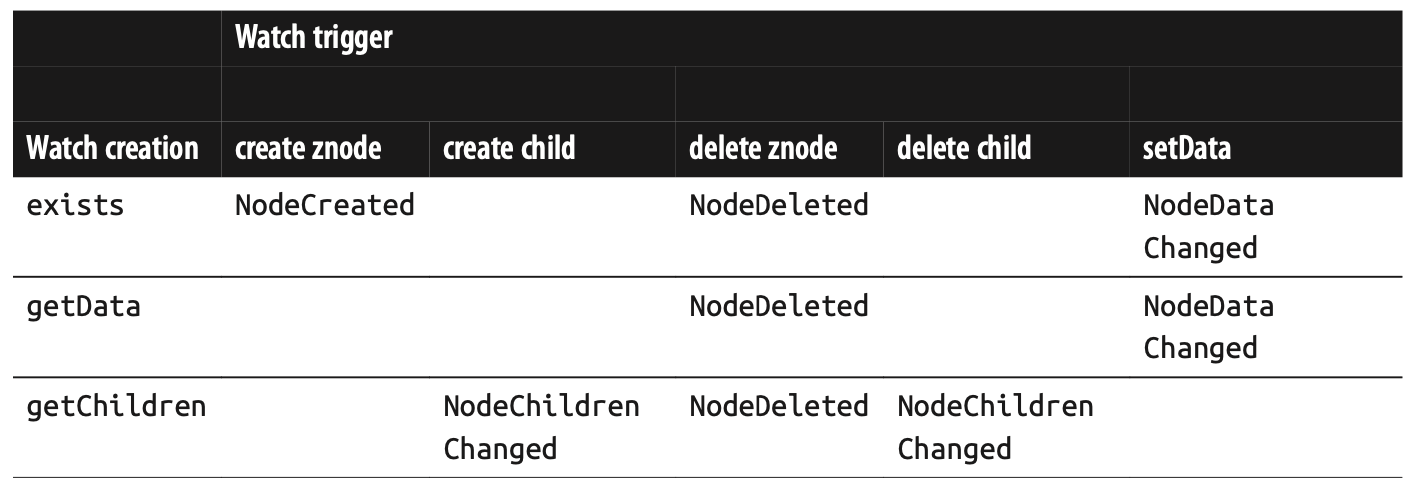 Watch trigger
Watch creation create znode create child delete znode delete child setData
exists NodeCreated NodeDeleted NodeData
Changed
getData NodeDeleted NodeData
Changed
getChildren NodeChildren NodeDeleted NodeChildren
Changed Changed